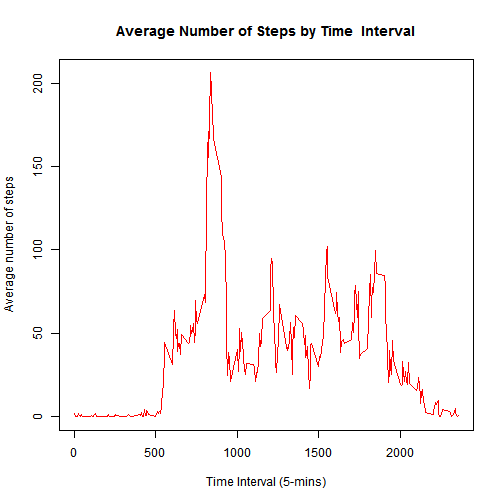 Average Number of Steps by Time  Interval
Average number of steps
200
150
100
50
0
0 500 1000 1500 2000
Time Interval (5-mins)